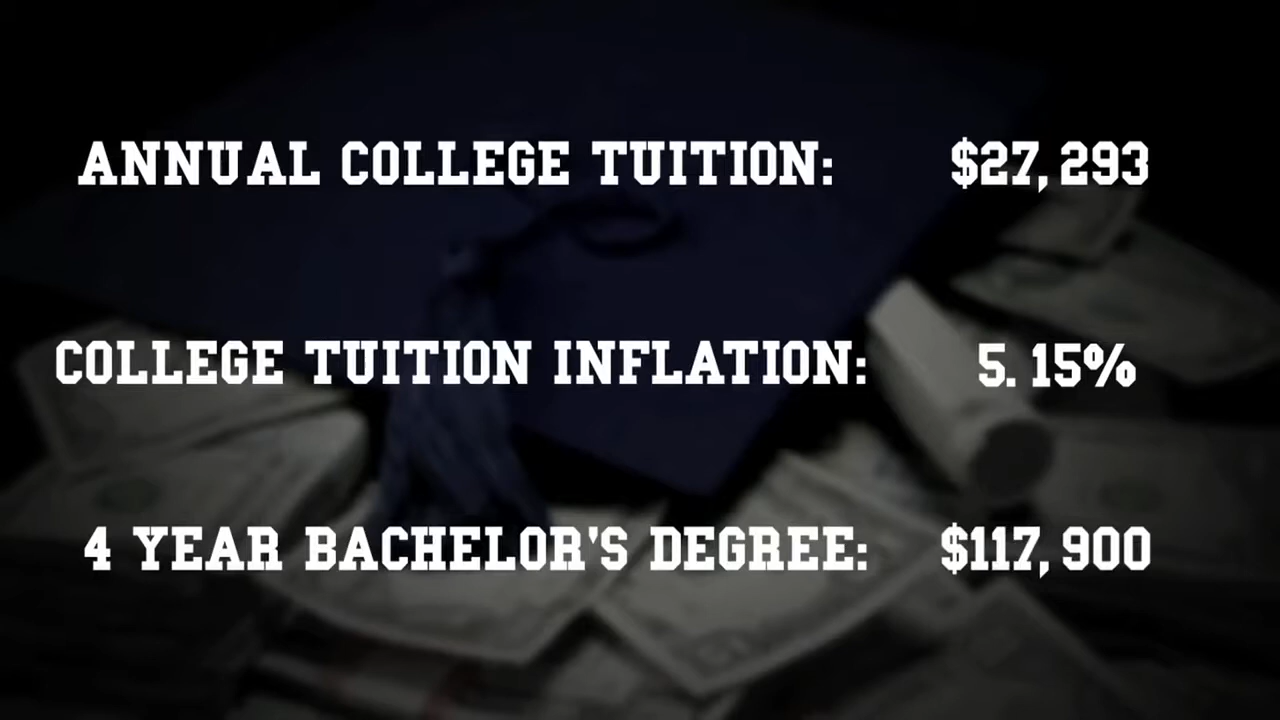 ANNUAL COLLEGE TUITION: $27,293
COLLEGE TUITION INFLATION: 5.15%
4 YEAR BACHELOR'S DEGREE: $117,900